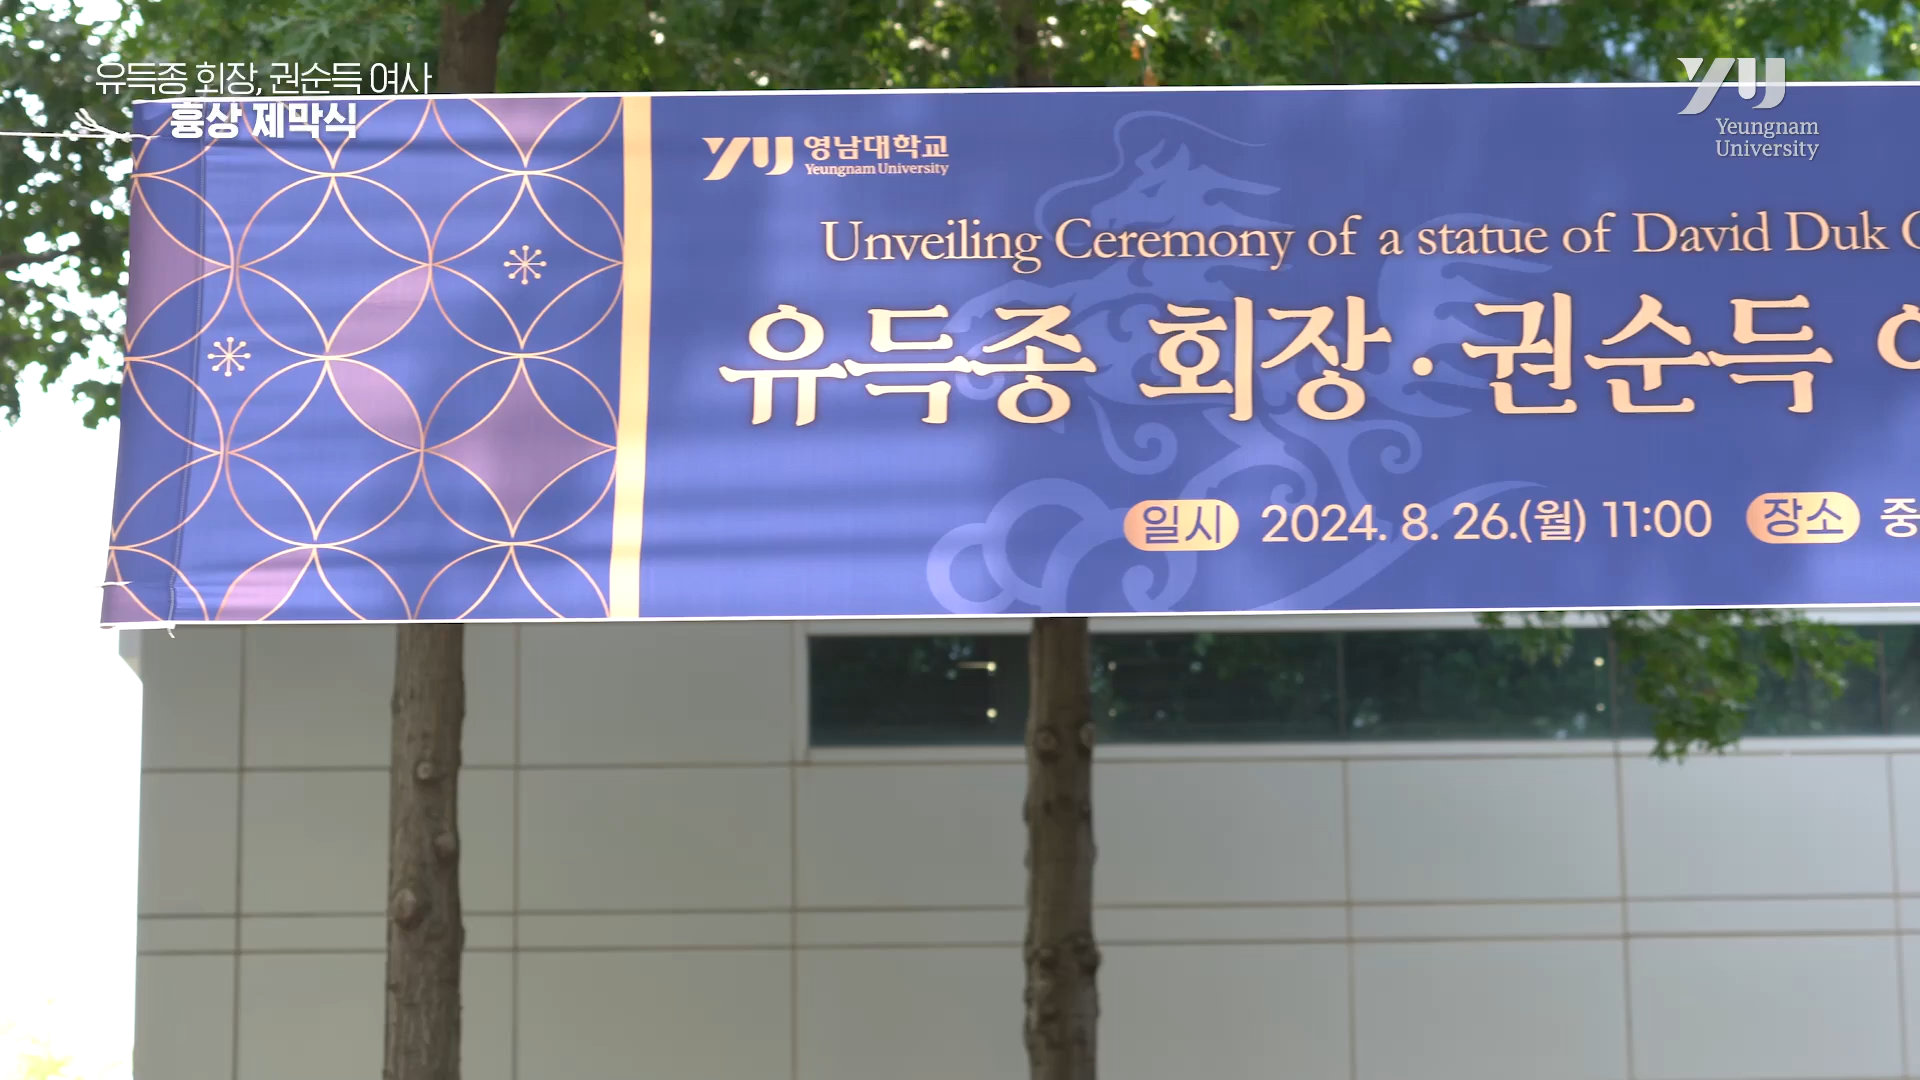 유득종 회장, 권순득 여사
흉상 제막식
YU
Yeungnam
University
YU 영남대학교
Yeungnam University
Unveiling Ceremony of a statue of David Duk
유득종 회장·권순득
일시 2024. 8. 26.(월) 11:00 장소 중